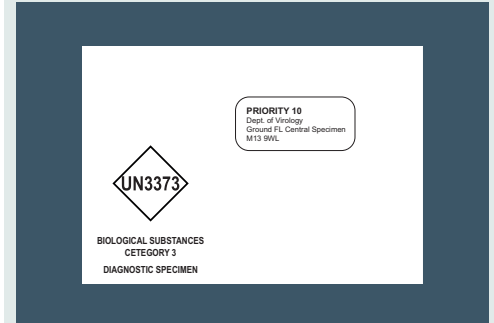 PRIORITY 10
Dept. of Virology
Ground FL Central Specimen
M13 9WL
UN3373
BIOLOGICAL SUBSTANCES
CETEGORY 3
DIAGNOSTIC SPECIMEN